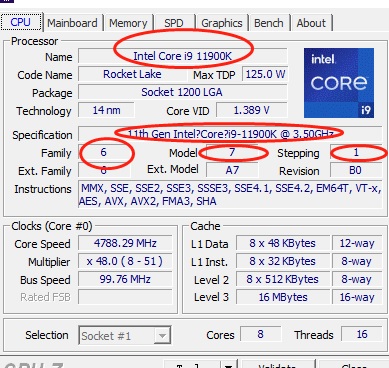 CPU Mainboard Memory SPD Graphics Bench About
Processor
Name Intel Core i9 11900K
Code Name Rocket Lake Max TDP 125.0 W
Package Socket 1200 LGA
Technology 14 nm Core VID 1.389 V
intel.
CORE
i9
Specification 11th Gen Intel?Core?i9-11900K @ 3.50GHz
Family 6 Model 7 Stepping 1
Ext. Family 6 Ext. Model A7 Revision B0
Instructions MMX, SSE, SSE2, SSE3, SSSE3, SSE4.1, SSE4.2, EM64T, VT-x,
AES, AVX, AVX2, FMA3, SHA
Clocks (Core #0) Cache
Core Speed 4788.29 MHz L1 Data 8 x 48 KBytes 12-way
Multiplier x 48.0 ( 8 - 51 ) L1 Inst. 8 x 32 KBytes 8-way
Bus Speed 99.76 MHz Level 2 8 x 512 KBytes 8-way
Rated FSB Level 3 16 MBytes 16-way
Selection Socket #1 Cores 8 Threads 16